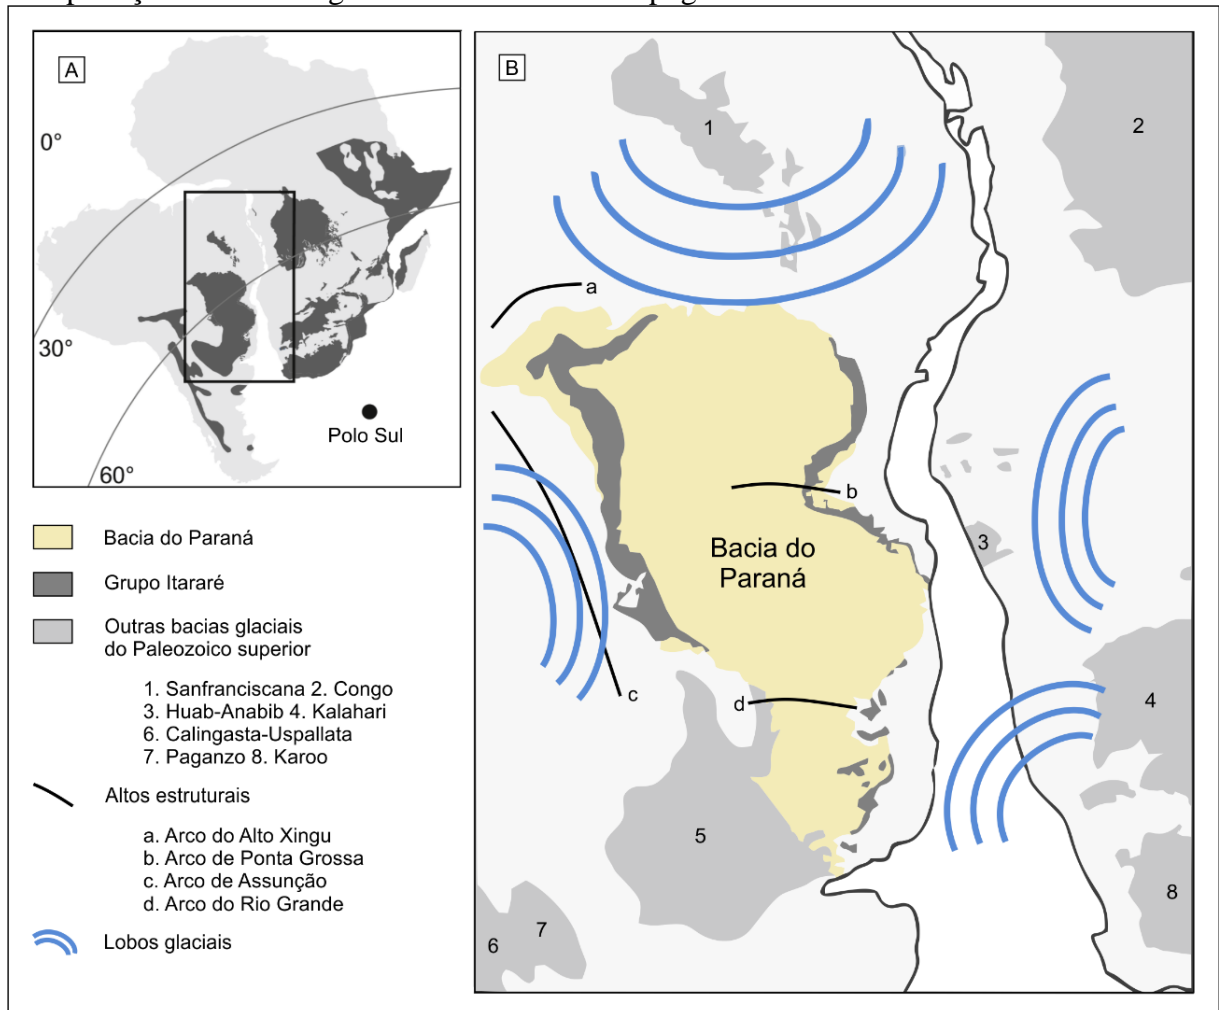 A
0°
30°
60°
Polo Sul
Bacia do Paraná
Grupo Itararé
Outras bacias glaciais
do Paleozoico superior
1. Sanfranciscana 2. Congo
3. Huab-Anabib 4. Kalahari
6. Calingasta-Uspallata
7. Paganzo 8. Karoo
Altos estruturais
a. Arco do Alto Xingu
b. Arco de Ponta Grossa
c. Arco de Assunção
d. Arco do Rio Grande
Lobos glaciais
B
1
2
a
b
3
Bacia do
Paraná
c
d
4
5
6
7
8